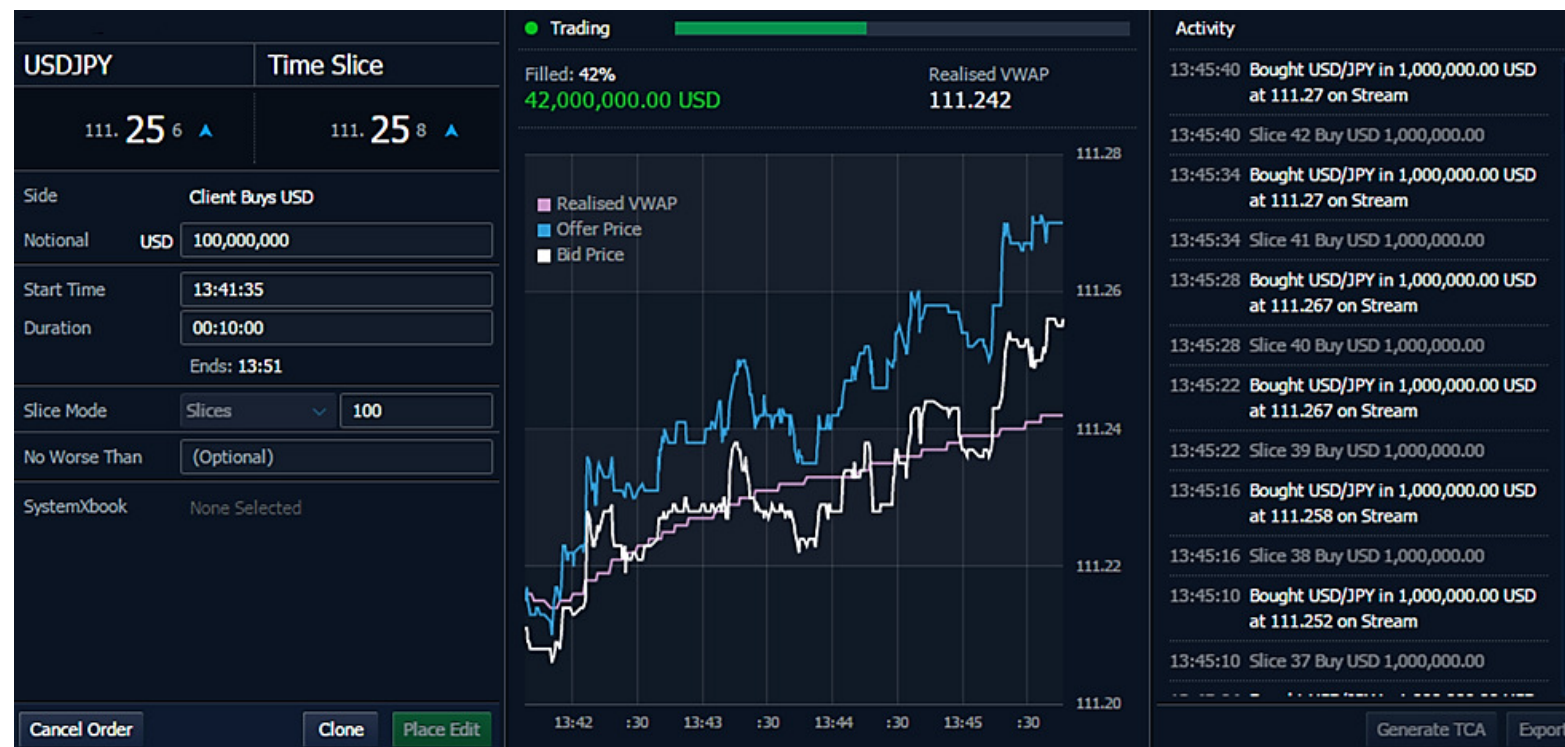 USDJPY
Time Slice
111. 25 6
111. 25 8
Side Client Buys USD
Notional USD 100,000,000
Start Time 13:41:35
Duration 00:10:00
Ends: 13:51
Slice Mode Slices 100
No Worse Than (Optional)
SystemXbook None Selected
Cancel Order
Clone
Place Edit
Trading
Filled: 42%
42,000,000.00 USD
Realised VWAP
111.242
Realised VWAP
Offer Price
Bid Price
111.28
111.26
111.24
111.22
111.20
13:42 :30 13:43 :30 13:44 :30 13:45 :30
Activity
13:45:40 Bought USD/JPY in 1,000,000.00 USD
at 111.27 on Stream
13:45:40 Slice 42 Buy USD 1,000,000.00
13:45:34 Bought USD/JPY in 1,000,000.00 USD
at 111.27 on Stream
13:45:34 Slice 41 Buy USD 1,000,000.00
13:45:28 Bought USD/JPY in 1,000,000.00 USD
at 111.267 on Stream
13:45:28 Slice 40 Buy USD 1,000,000.00
13:45:22 Bought USD/JPY in 1,000,000.00 USD
at 111.267 on Stream
13:45:22 Slice 39 Buy USD 1,000,000.00
13:45:16 Bought USD/JPY in 1,000,000.00 USD
at 111.258 on Stream
13:45:16 Slice 38 Buy USD 1,000,000.00
13:45:10 Bought USD/JPY in 1,000,000.00 USD
at 111.252 on Stream
13:45:10 Slice 37 Buy USD 1,000,000.00
Generate TCA
Export